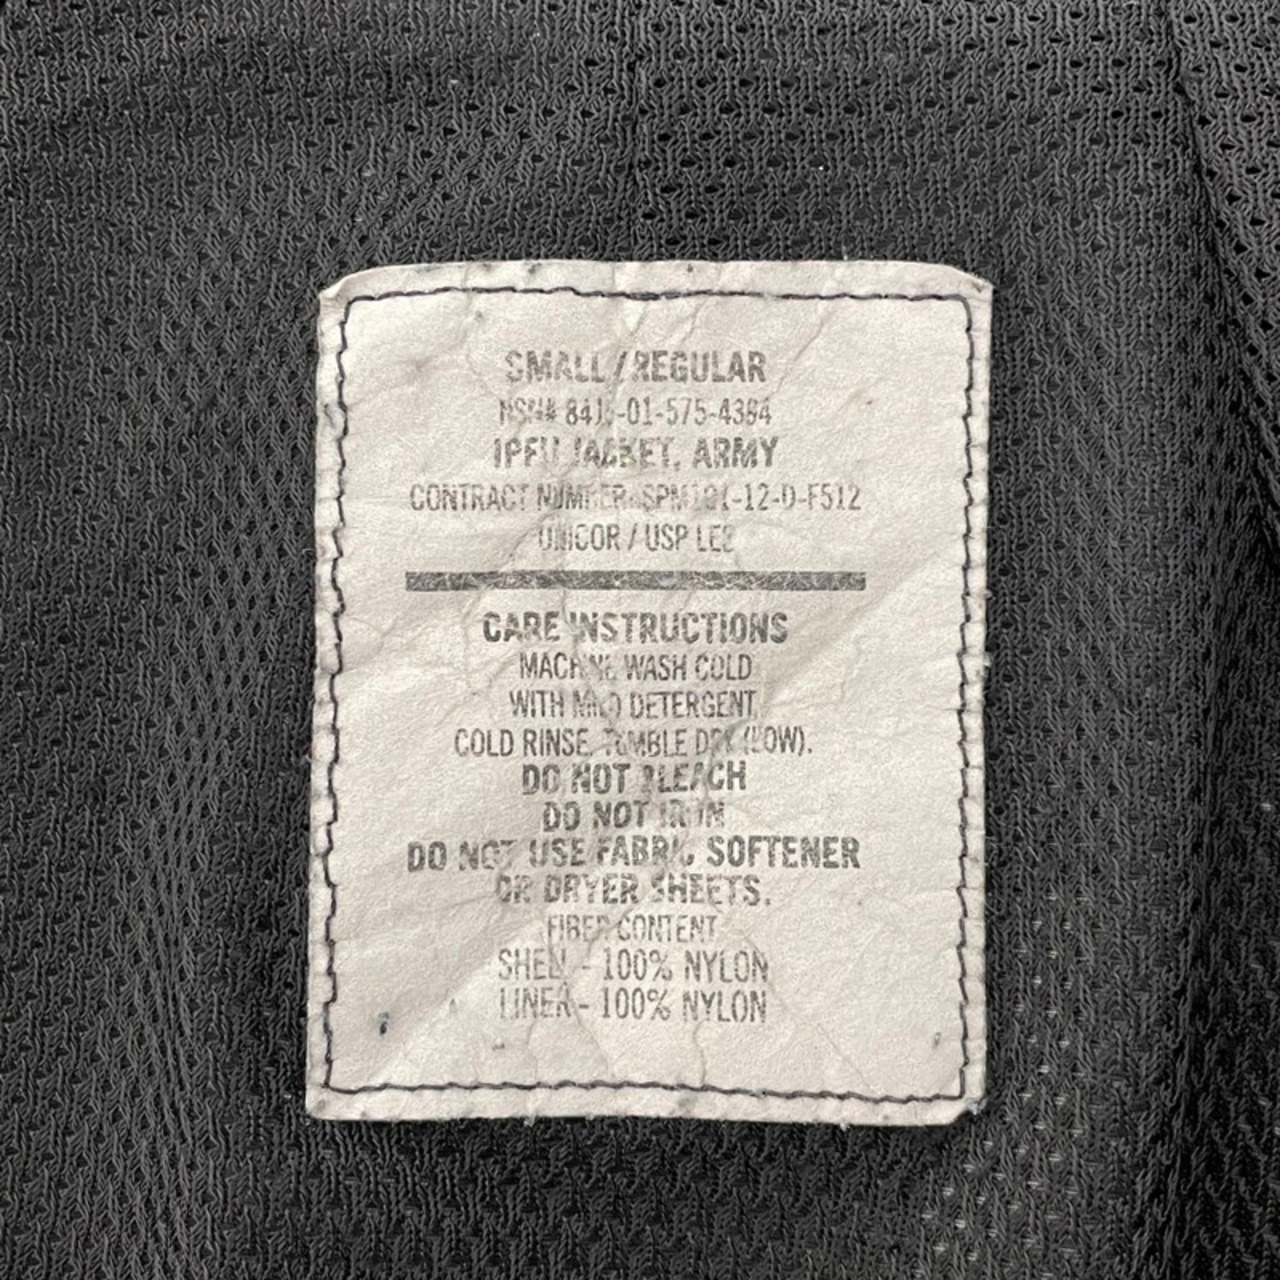 SMALL / REGULAR
NSN# 8415-01-575-4394
IPFU JACKET, ARMY
CONTRACT NUMBER: SPM1C1-12-D-F512
UNICOR / USP LEE
CARE INSTRUCTIONS
MACHINE WASH COLD
WITH MILD DETERGENT,
COLD RINSE, TUMBLE DRY (LOW).
DO NOT BLEACH
DO NOT IRON
DO NOT USE FABRIC SOFTENER
OR DRYER SHEETS.
FIBER CONTENT
SHELL - 100% NYLON
LINER - 100% NYLON